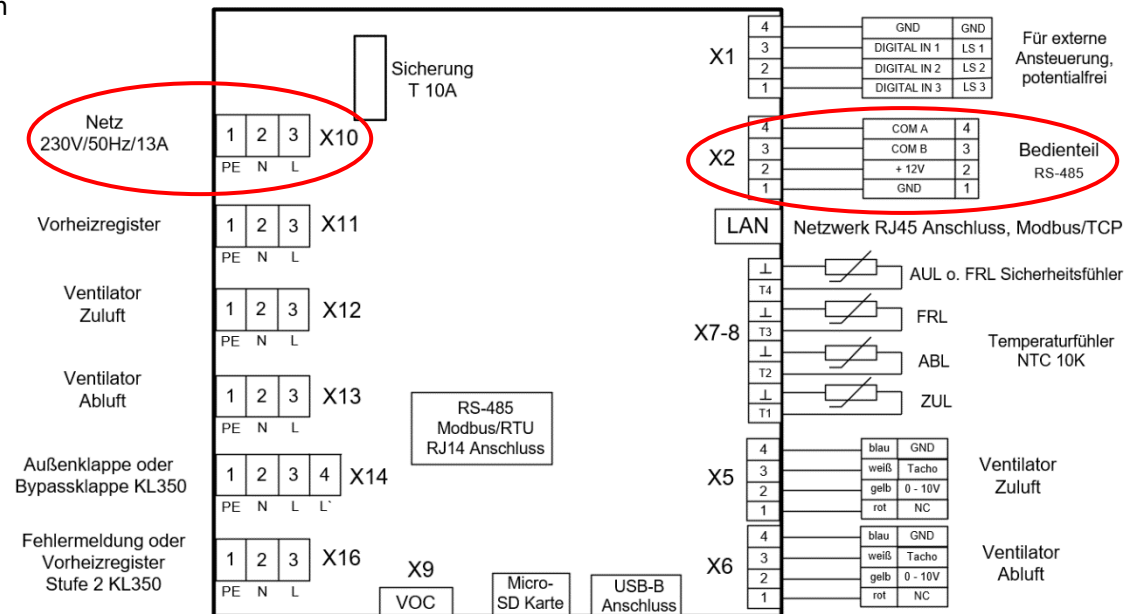 n
Sicherung
T 10A
Netz
230V/50Hz/13A
1 2 3 X10
PE N L
Vorheizregister
1 2 3 X11
PE N L
Ventilator
Zuluft
1 2 3 X12
PE N L
Ventilator
Abluft
1 2 3 X13
PE N L
Außenklappe oder
Bypassklappe KL350
1 2 3 4 X14
PE N L L`
Fehlermeldung oder
Vorheizregister
Stufe 2 KL350
1 2 3 X16
PE N L
RS-485
Modbus/RTU
RJ14 Anschluss
X9
VOC
Micro-
SD Karte
USB-B
Anschluss
X1
4 GND GND
3 DIGITAL IN 1 LS 1
2 DIGITAL IN 2 LS 2
1 DIGITAL IN 3 LS 3
Für externe
Ansteuerung,
potentialfrei
X2
4 COM A 4
3 COM B 3
2 + 12V 2
1 GND 1
Bedienteil
RS-485
LAN Netzwerk RJ45 Anschluss, Modbus/TCP
X7-8
⊥
T4
AUL o. FRL Sicherheitsfühler
⊥
T3
FRL
⊥
T2
ABL
⊥
T1
ZUL
Temperaturfühler
NTC 10K
X5
4 blau GND
3 weiß Tacho
2 gelb 0 - 10V
1 rot NC
Ventilator
Zuluft
X6
4 blau GND
3 weiß Tacho
2 gelb 0 - 10V
1 rot NC
Ventilator
Abluft